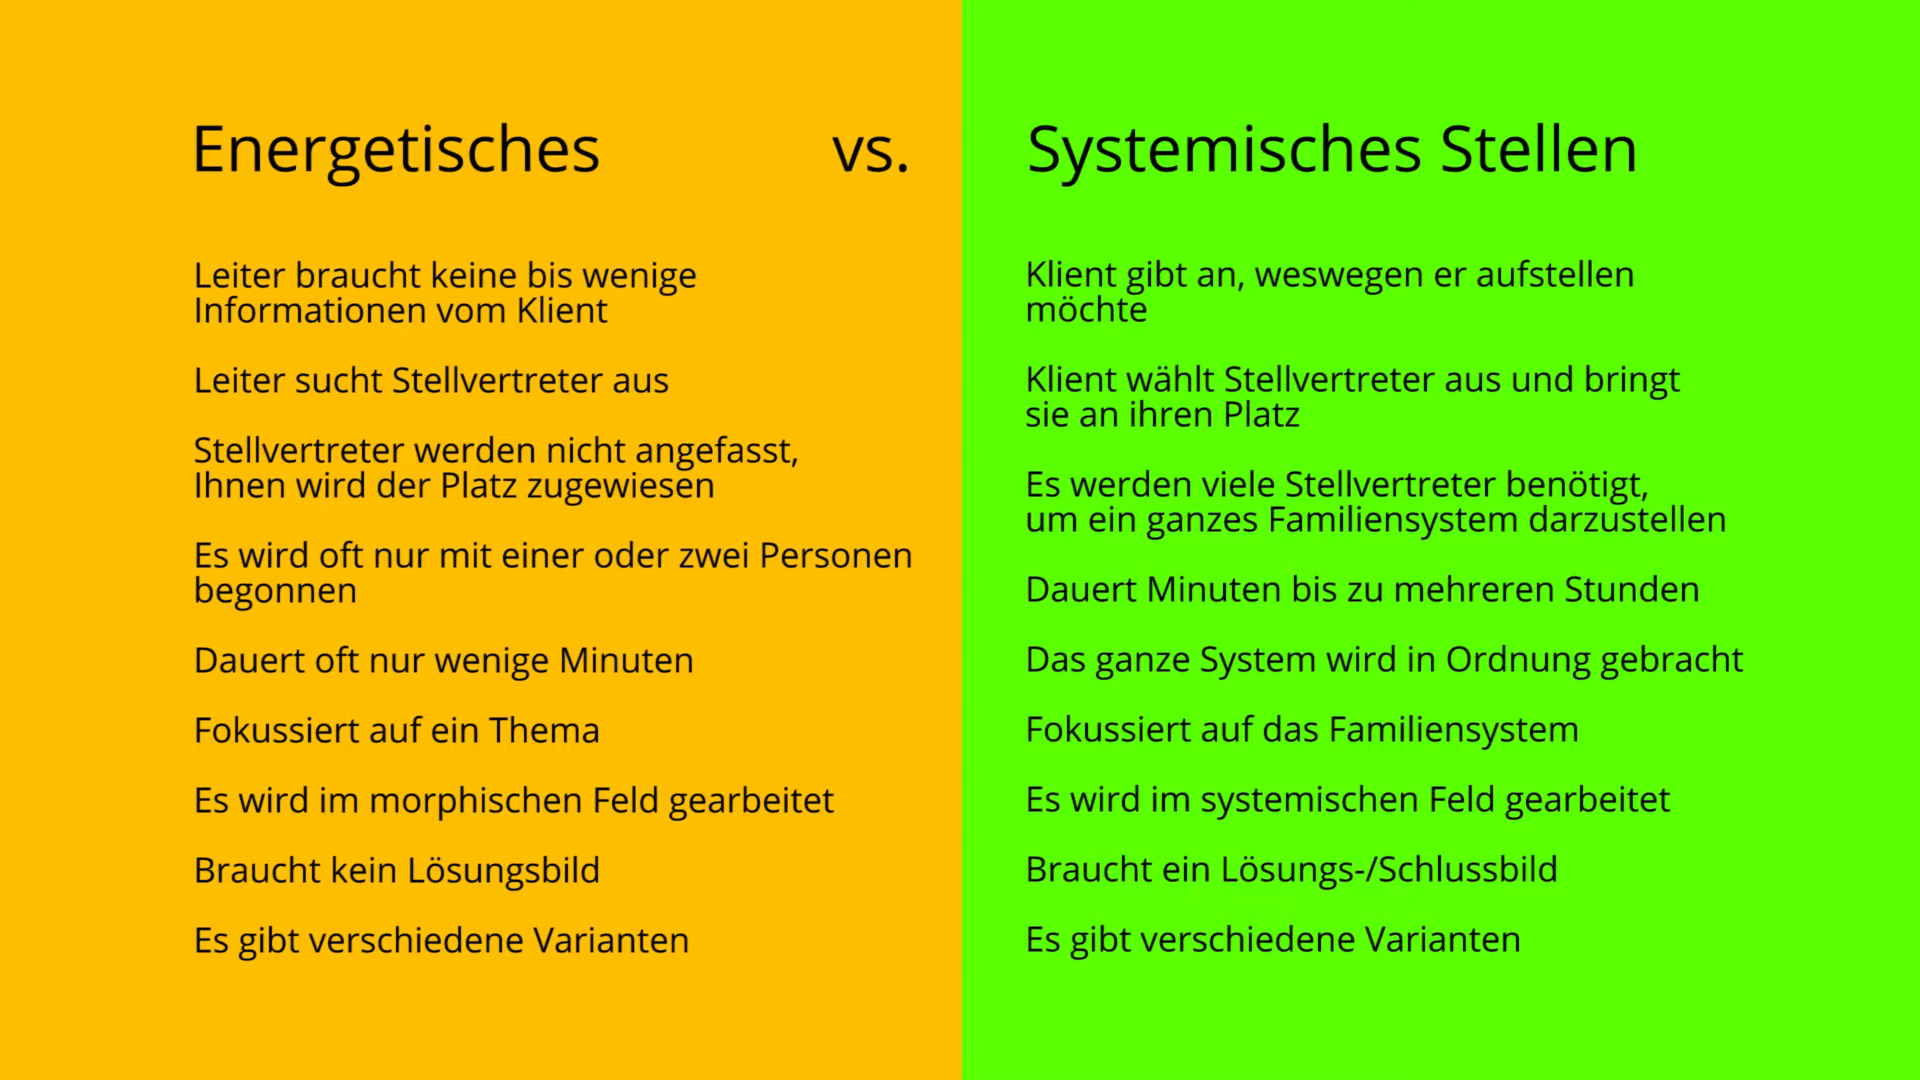 Energetisches vs. Systemisches Stellen
Leiter braucht keine bis wenige
Informationen vom Klient
Leiter sucht Stellvertreter aus
Stellvertreter werden nicht angefasst,
Ihnen wird der Platz zugewiesen
Es wird oft nur mit einer oder zwei Personen
begonnen
Dauert oft nur wenige Minuten
Fokussiert auf ein Thema
Es wird im morphischen Feld gearbeitet
Braucht kein Lösungsbild
Es gibt verschiedene Varianten
Klient gibt an, weswegen er aufstellen
möchte
Klient wählt Stellvertreter aus und bringt
sie an ihren Platz
Es werden viele Stellvertreter benötigt,
um ein ganzes Familiensystem darzustellen
Dauert Minuten bis zu mehreren Stunden
Das ganze System wird in Ordnung gebracht
Fokussiert auf das Familiensystem
Es wird im systemischen Feld gearbeitet
Braucht ein Lösungs-/Schlussbild
Es gibt verschiedene Varianten